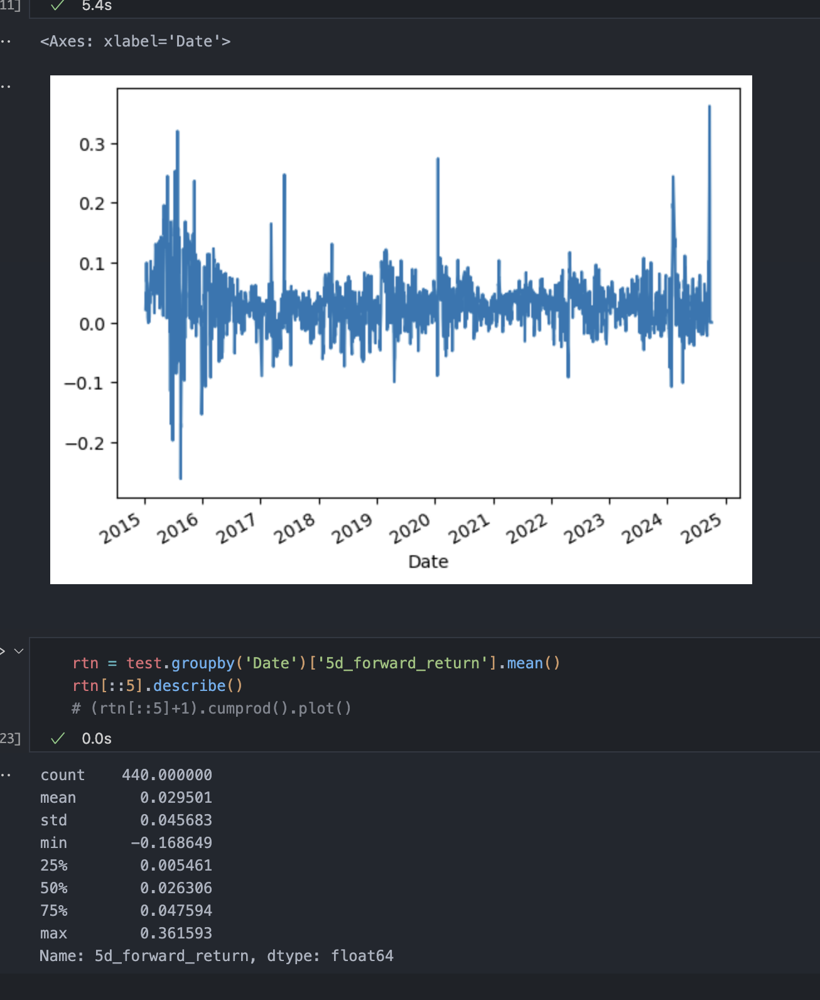 11]
5.4s
<Axes: xlabel='Date'>
0.3
0.2
0.1
0.0
−0.1
−0.2
2015 2016 2017 2018 2019 2020 2021 2022 2023 2024 2025
Date
rtn = test.groupby('Date')['5d_forward_return'].mean()
rtn[::5].describe()
# (rtn[::5]+1).cumprod().plot()
23]
0.0s
count 440.000000
mean 0.029501
std 0.045683
min −0.168649
25% 0.005461
50% 0.026306
75% 0.047594
max 0.361593
Name: 5d_forward_return, dtype: float64